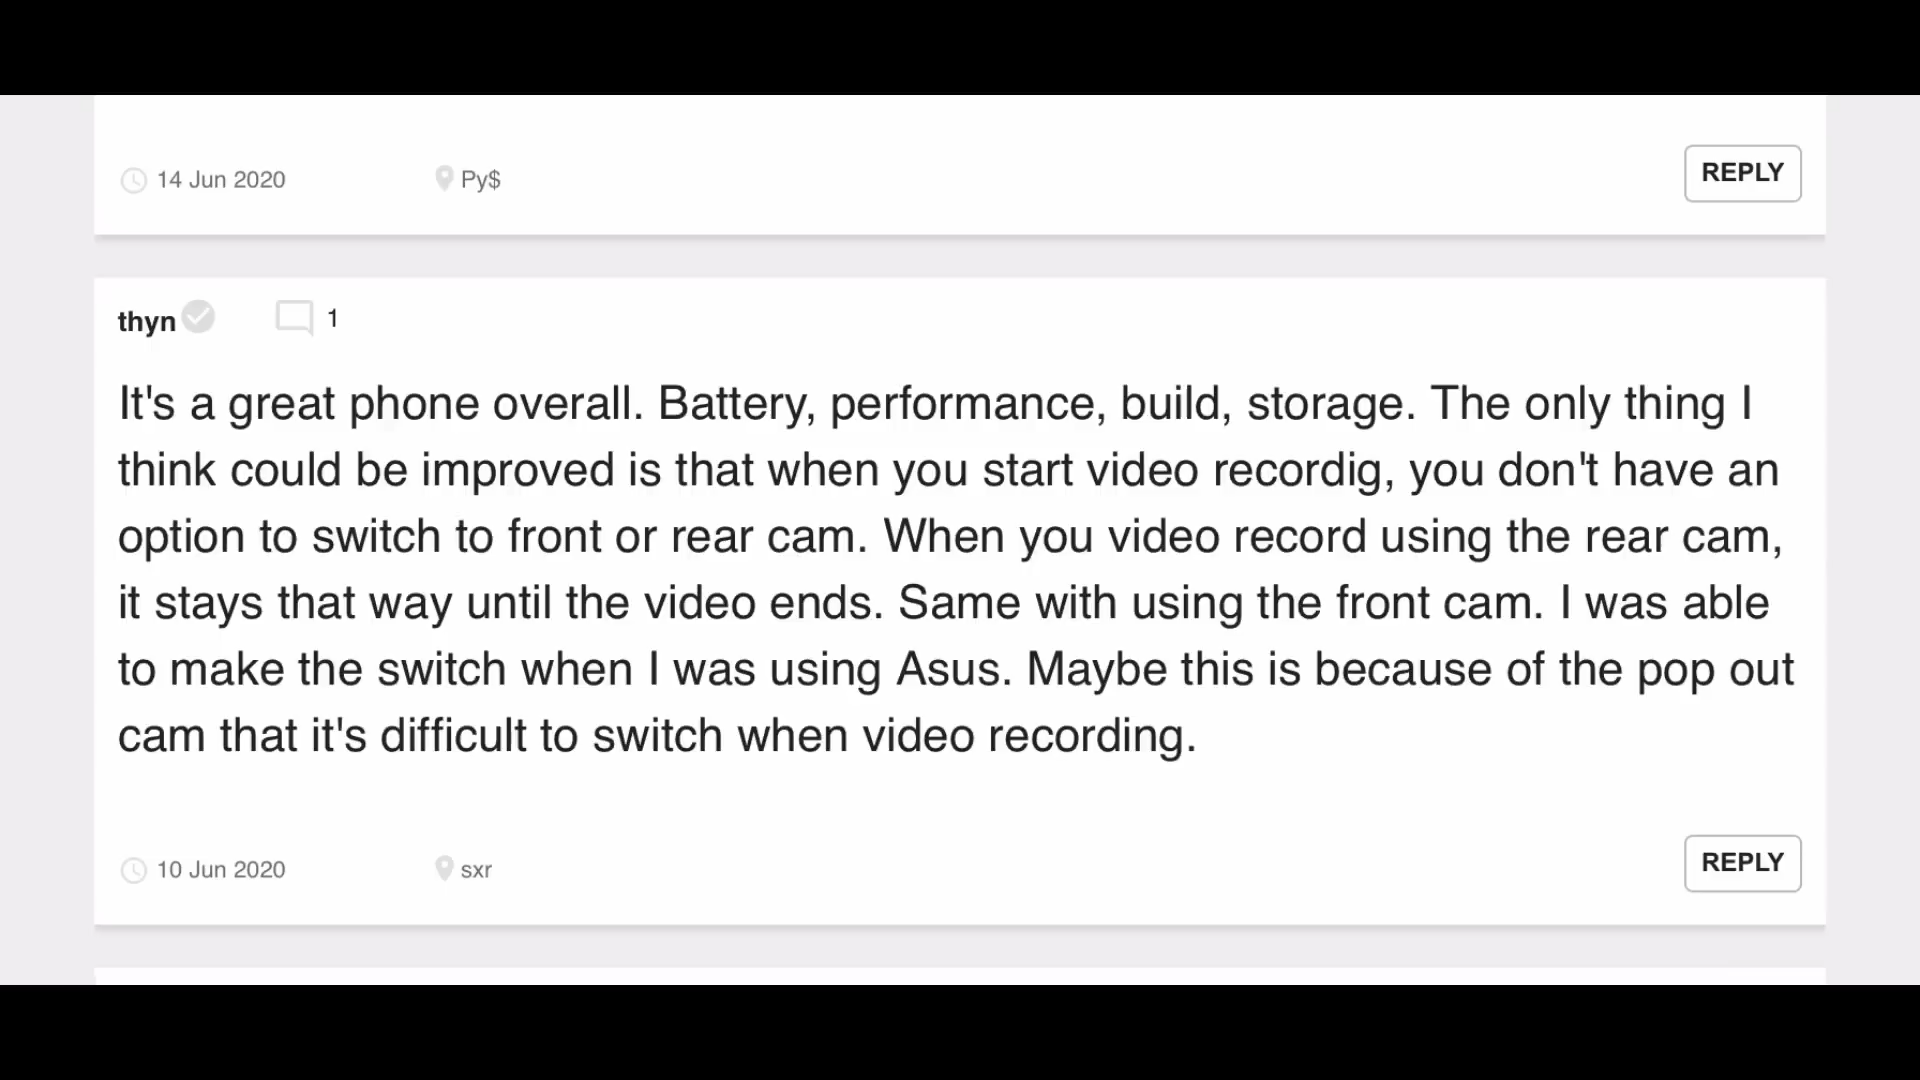 14 Jun 2020
Py$
REPLY
thyn
1
It's a great phone overall. Battery, performance, build, storage. The only thing I
think could be improved is that when you start video recordig, you don't have an
option to switch to front or rear cam. When you video record using the rear cam,
it stays that way until the video ends. Same with using the front cam. I was able
to make the switch when I was using Asus. Maybe this is because of the pop out
cam that it's difficult to switch when video recording.
10 Jun 2020
sxr
REPLY